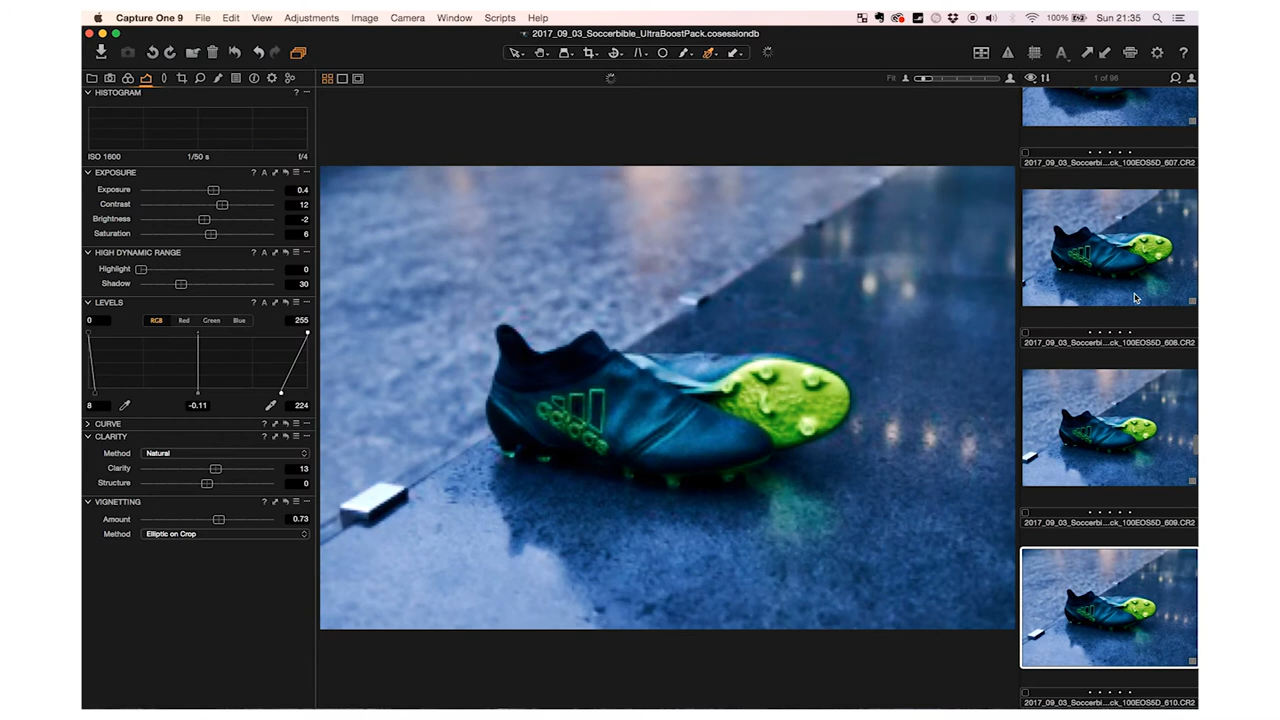 Capture One 9 File Edit View Adjustments Image Camera Window Scripts Help 100% Sun 21:35
2017_09_03_Soccerbible_UltraBoostPack.cosessiondb
Fit 1 of 96
HISTOGRAM ? ...
ISO 1600 1/50 s f/4
EXPOSURE ? A
Exposure 0.4
Contrast 12
Brightness -2
Saturation 6
HIGH DYNAMIC RANGE ?
Highlight 0
Shadow 30
LEVELS ? A
0 RGB Red Green Blue 255
8 -0.11 224
CURVE ?
CLARITY ?
Method Natural
Clarity 13
Structure 0
VIGNETTING ?
Amount 0.73
Method Elliptic on Crop
adidas
2017_09_03_Soccerbi...ck_100EOS5D_607.CR2
2017_09_03_Soccerbi...ck_100EOS5D_608.CR2
2017_09_03_Soccerbi...ck_100EOS5D_609.CR2
2017_09_03_Soccerbi...ck_100EOS5D_610.CR2